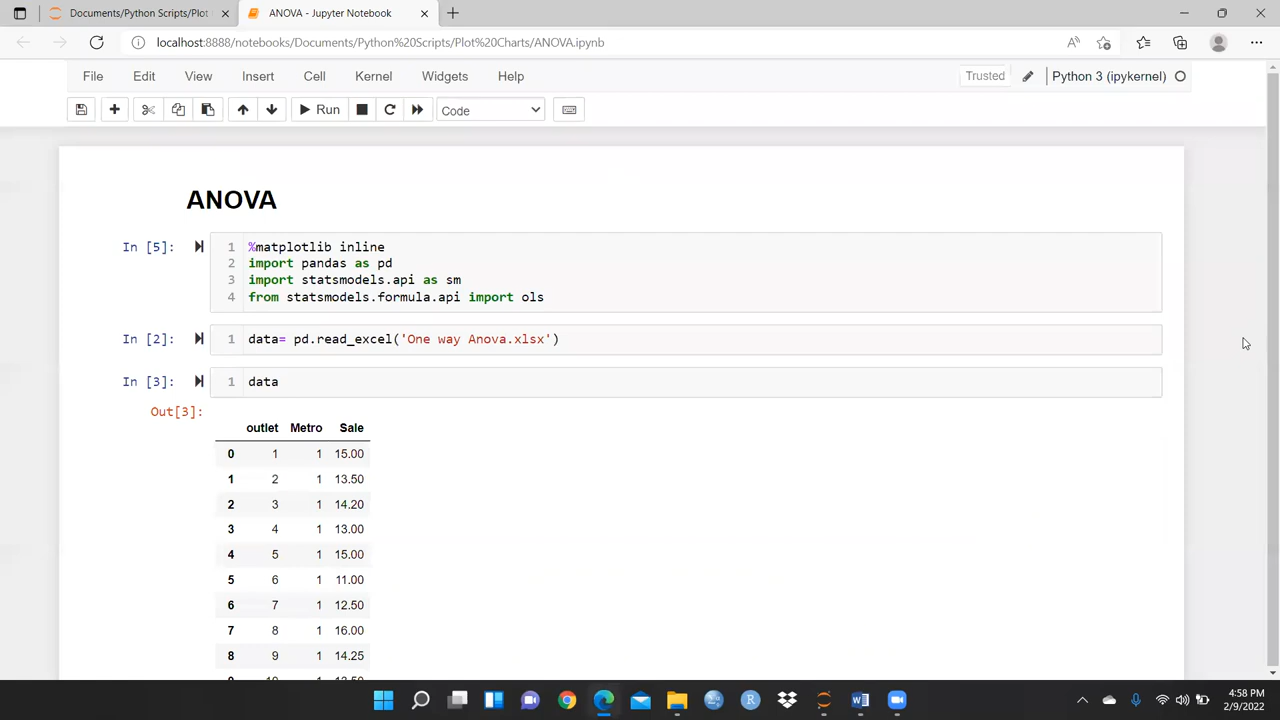 Documents/Python Scripts/Plot
ANOVA - Jupyter Notebook
localhost:8888/notebooks/Documents/Python%20Scripts/Plot%20Charts/ANOVA.ipynb
File Edit View Insert Cell Kernel Widgets Help
Trusted
Python 3 (ipykernel)
Run
Code
ANOVA
In [5]:
1 %matplotlib inline
2 import pandas as pd
3 import statsmodels.api as sm
4 from statsmodels.formula.api import ols
In [2]:
1 data= pd.read_excel('One way Anova.xlsx')
In [3]:
1 data
Out[3]:
outlet Metro Sale
0 1 1 15.00
1 2 1 13.50
2 3 1 14.20
3 4 1 13.00
4 5 1 15.00
5 6 1 11.00
6 7 1 12.50
7 8 1 16.00
8 9 1 14.25
4:58 PM
2/9/2022